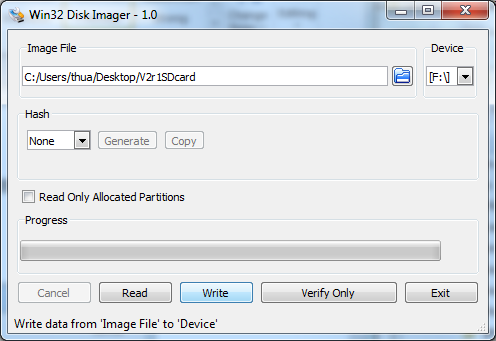 Win32 Disk Imager - 1.0
Image File
Device
C:/Users/thua/Desktop/V2r1SDcard
[F:\]
Hash
None
Generate
Copy
Read Only Allocated Partitions
Progress
Cancel
Read
Write
Verify Only
Exit
Write data from 'Image File' to 'Device'